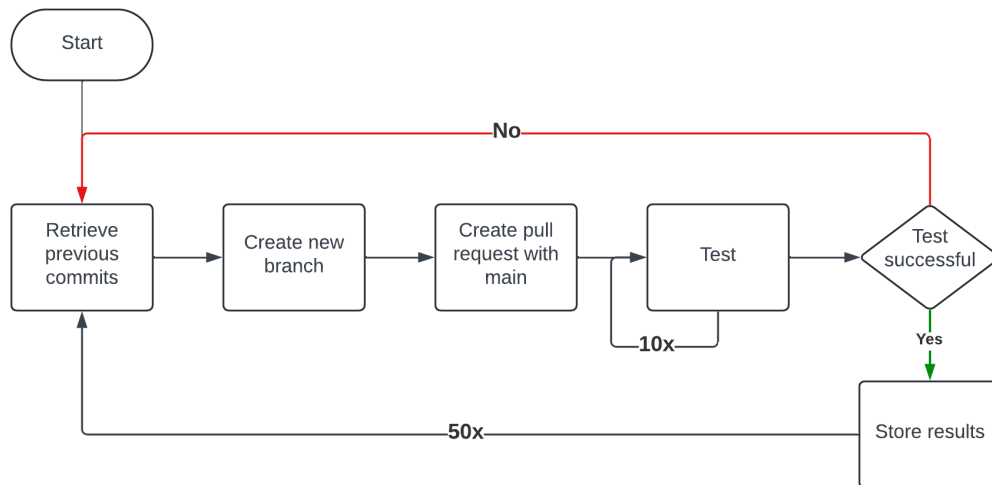 Start
No
Retrieve
previous
commits
Create new
branch
Create pull
request with
main
Test
Test
successful
10x
Yes
50x
Store results